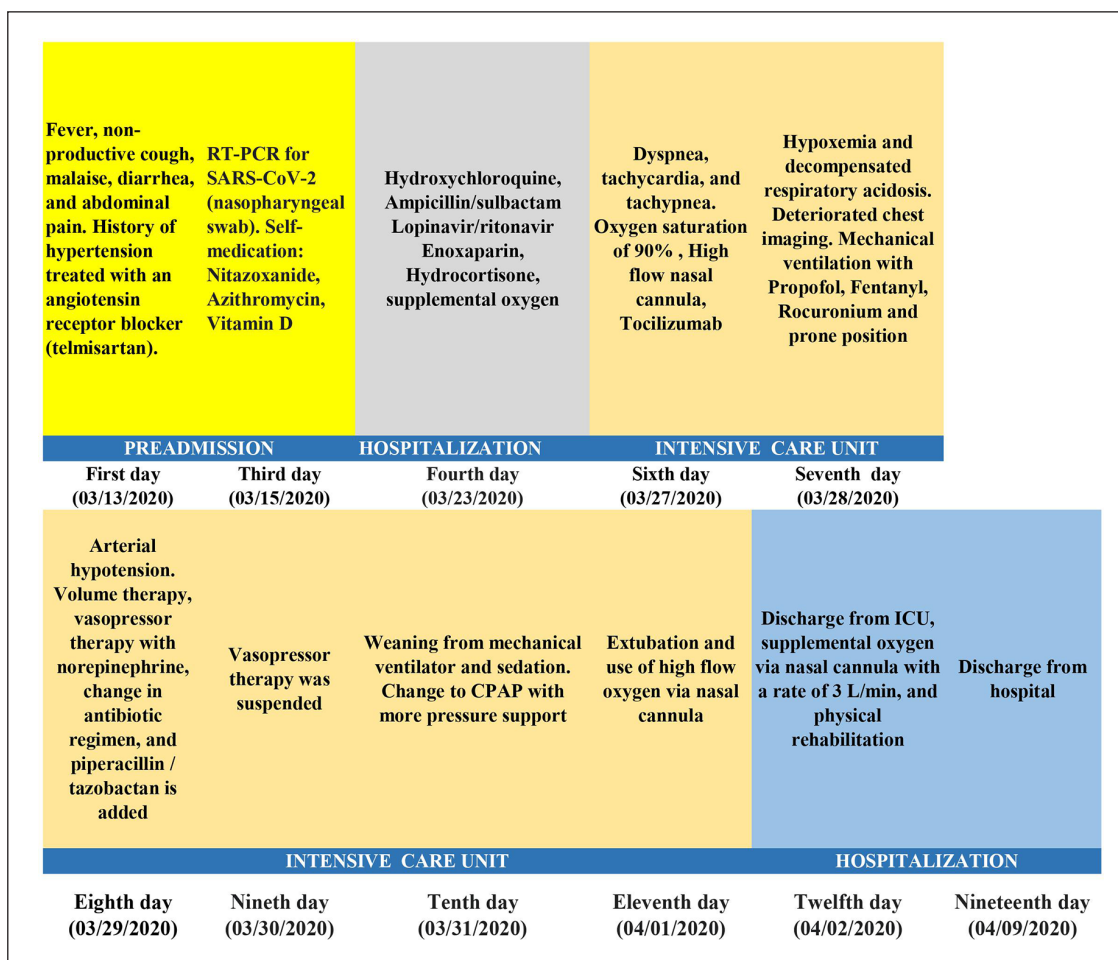 Fever, non-
productive cough,
malaise, diarrhea,
and abdominal
pain. History of
hypertension
treated with an
angiotensin
receptor blocker
(telmisartan).
RT-PCR for
SARS-CoV-2
(nasopharyngeal
swab). Self-
medication:
Nitazoxanide,
Azithromycin,
Vitamin D
Hydroxychloroquine,
Ampicillin/sulbactam
Lopinavir/ritonavir
Enoxaparin,
Hydrocortisone,
supplemental oxygen
Dyspnea,
tachycardia, and
tachypnea.
Oxygen saturation
of 90% , High
flow nasal
cannula,
Tocilizumab
Hypoxemia and
decompensated
respiratory acidosis.
Deteriorated chest
imaging. Mechanical
ventilation with
Propofol, Fentanyl,
Rocuronium and
prone position
PREADMISSION
HOSPITALIZATION
INTENSIVE CARE UNIT
First day
(03/13/2020)
Third day
(03/15/2020)
Fourth day
(03/23/2020)
Sixth day
(03/27/2020)
Seventh day
(03/28/2020)
Arterial
hypotension.
Volume therapy,
vasopressor
therapy with
norepinephrine,
change in
antibiotic
regimen, and
piperacillin /
tazobactan is
added
Vasopressor
therapy was
suspended
Weaning from mechanical
ventilator and sedation.
Change to CPAP with
more pressure support
Extubation and
use of high flow
oxygen via nasal
cannula
Discharge from ICU,
supplemental oxygen
via nasal cannula with
a rate of 3 L/min, and
physical
rehabilitation
Discharge from
hospital
INTENSIVE CARE UNIT
HOSPITALIZATION
Eighth day
(03/29/2020)
Nineth day
(03/30/2020)
Tenth day
(03/31/2020)
Eleventh day
(04/01/2020)
Twelfth day
(04/02/2020)
Nineteenth day
(04/09/2020)